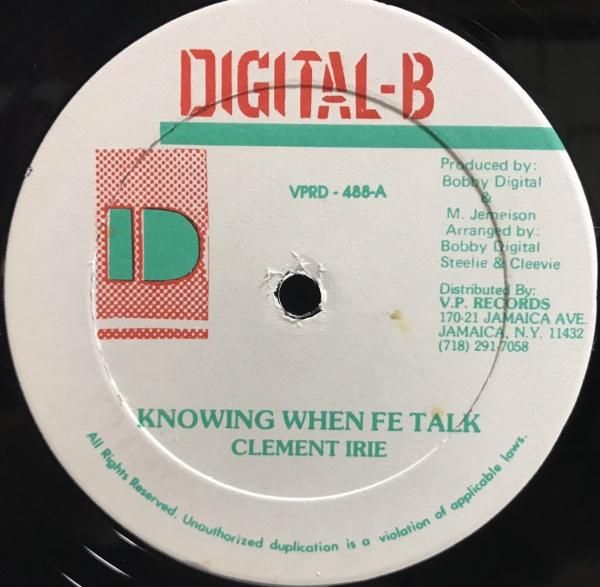 DIGITAL-B
VPRD - 488-A
Produced by:
Bobby Digital
&
M. Jemeison
Arranged by:
Bobby Digital
Steelie & Cleevie
Distributed By:
V.P. RECORDS
170-21 JAMAICA AVE.
JAMAICA, N.Y. 11432
(718) 291-7058
D
KNOWING WHEN FE TALK
CLEMENT IRIE
All Rights Reserved. Unauthorized duplication is a violation of applicable laws.